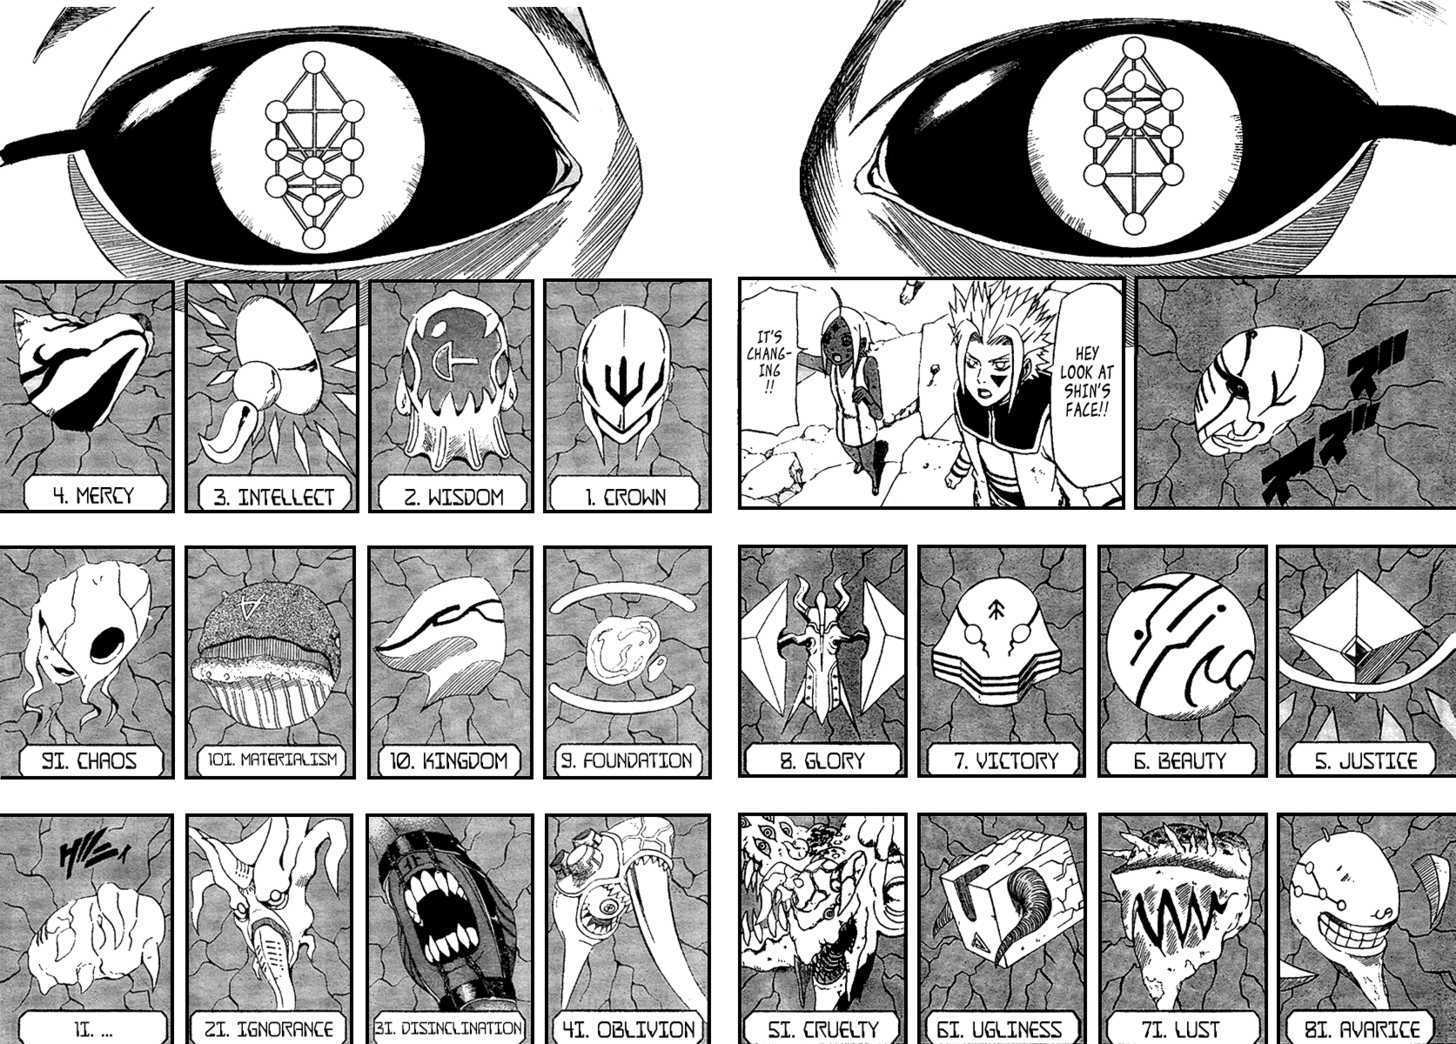 HEY
LOOK AT
SHIN'S
FACE!!
IT'S
CHANG-
ING
!!
1. CROWN
2. WISDOM
3. INTELLECT
4. MERCY
5. JUSTICE
6. BEAUTY
7. VICTORY
8. GLORY
9. FOUNDATION
10. KINGDOM
10I. MATERIALISM
9I. CHAOS
8I. AVARICE
7I. LUST
6I. UGLINESS
5I. CRUELTY
4I. OBLIVION
3I. DISINCLINATION
2I. IGNORANCE
1I. ...